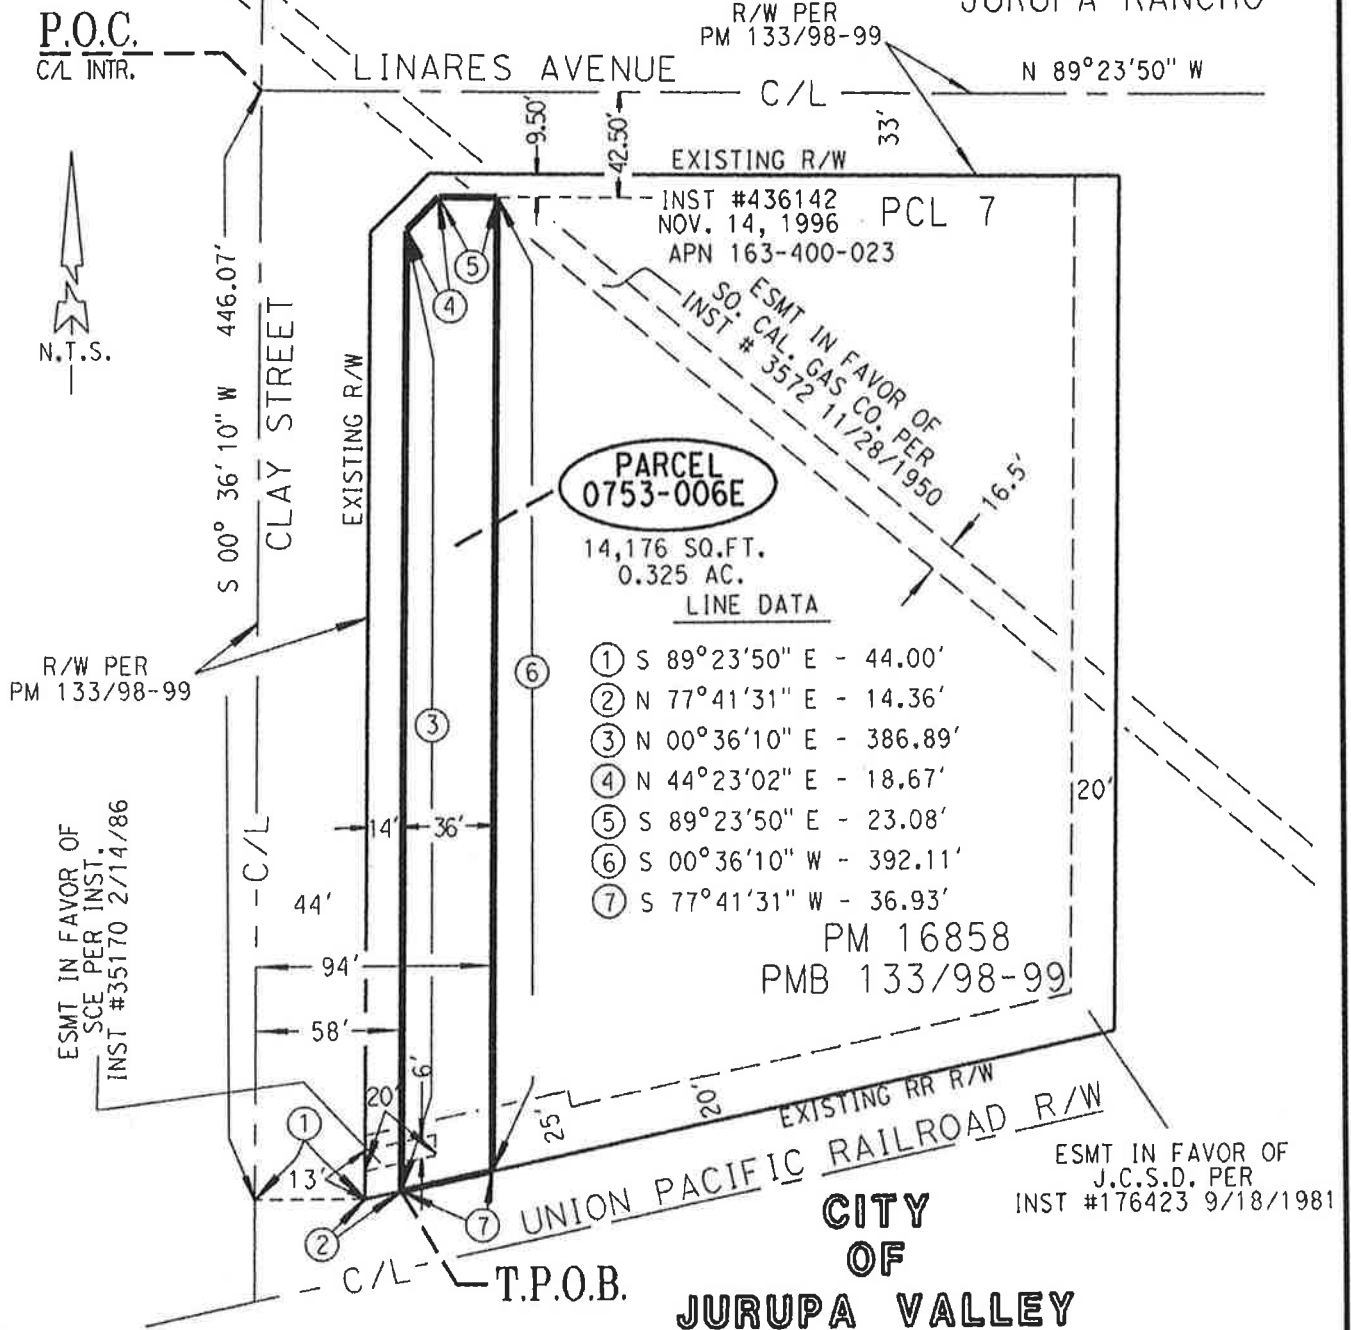 JURUPA RANCHO
R/W PER
PM 133/98-99
P.O.C.
C/L INTR.
LINARES AVENUE
C/L
N 89°23'50" W
9.50'
42.50'
33'
EXISTING R/W
INST #436142
NOV. 14, 1996
APN 163-400-023
PCL 7
N.T.S.
S 00° 36' 10" W 446.07'
CLAY STREET
EXISTING R/W
5
4
ESMT IN FAVOR OF
SO. CAL. GAS CO. PER
INST # 3572 11/28/1950
16.5'
PARCEL
0753-006E
14,176 SQ.FT.
0.325 AC.
LINE DATA
1 S 89°23'50" E - 44.00'
2 N 77°41'31" E - 14.36'
3 N 00°36'10" E - 386.89'
4 N 44°23'02" E - 18.67'
5 S 89°23'50" E - 23.08'
6 S 00°36'10" W - 392.11'
7 S 77°41'31" W - 36.93'
R/W PER
PM 133/98-99
6
3
20'
14'
36'
C/L
44'
ESMT IN FAVOR OF
SCE PER INST.
INST #35170 2/14/86
PM 16858
PMB 133/98-99
94'
58'
20'
6'
25'
20'
EXISTING RR R/W
1
13'
2
7
UNION PACIFIC RAILROAD R/W
C/L
T.P.O.B.
ESMT IN FAVOR OF
J.C.S.D. PER
INST #176423 9/18/1981
CITY
OF
JURUPA VALLEY